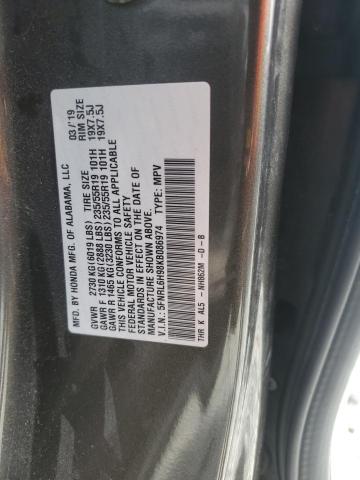 MFD. BY HONDA MFG. OF ALABAMA, LLC 03/'19
GVWR 2730 KG(6019 LBS) TIRE SIZE RIM SIZE
GAWR F 1310 KG(2888 LBS) 235/55R19 101H 19X7.5J
GAWR R 1465 KG(3230 LBS) 235/55R19 101H 19X7.5J
THIS VEHICLE CONFORMS TO ALL APPLICABLE
FEDERAL MOTOR VEHICLE SAFETY
STANDARDS IN EFFECT ON THE DATE OF
MANUFACTURE SHOWN ABOVE.
V.I.N.: 5FNRL6H98KB086974 TYPE: MPV
THR K AL5 - NH862M - D - B